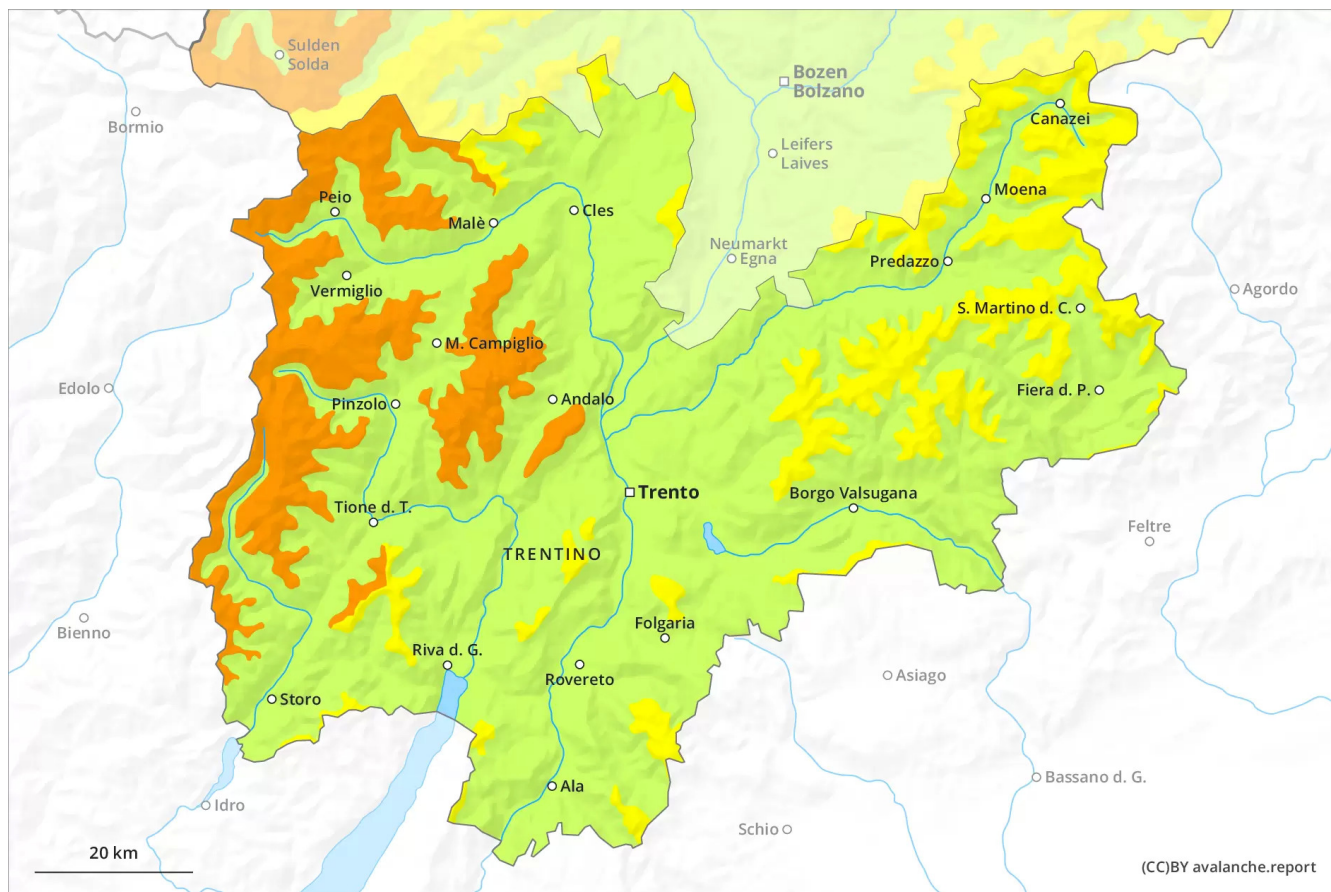 Sulden
Solda
Bozen
Bolzano
Bormio
Canazei
Leifers
Laives
Moena
Peio
Malè
Cles
Neumarkt
Egna
Predazzo
Vermiglio
Agordo
S. Martino d. C.
M. Campiglio
Edolo
Pinzolo
Andalo
Fiera d. P.
Trento
Borgo Valsugana
Tione d. T.
Feltre
TRENTINO
Bienno
Folgaria
Riva d. G.
Rovereto
Asiago
Storo
Bassano d. G.
Ala
Idro
Schio
20 km
(CC)BY avalanche.report